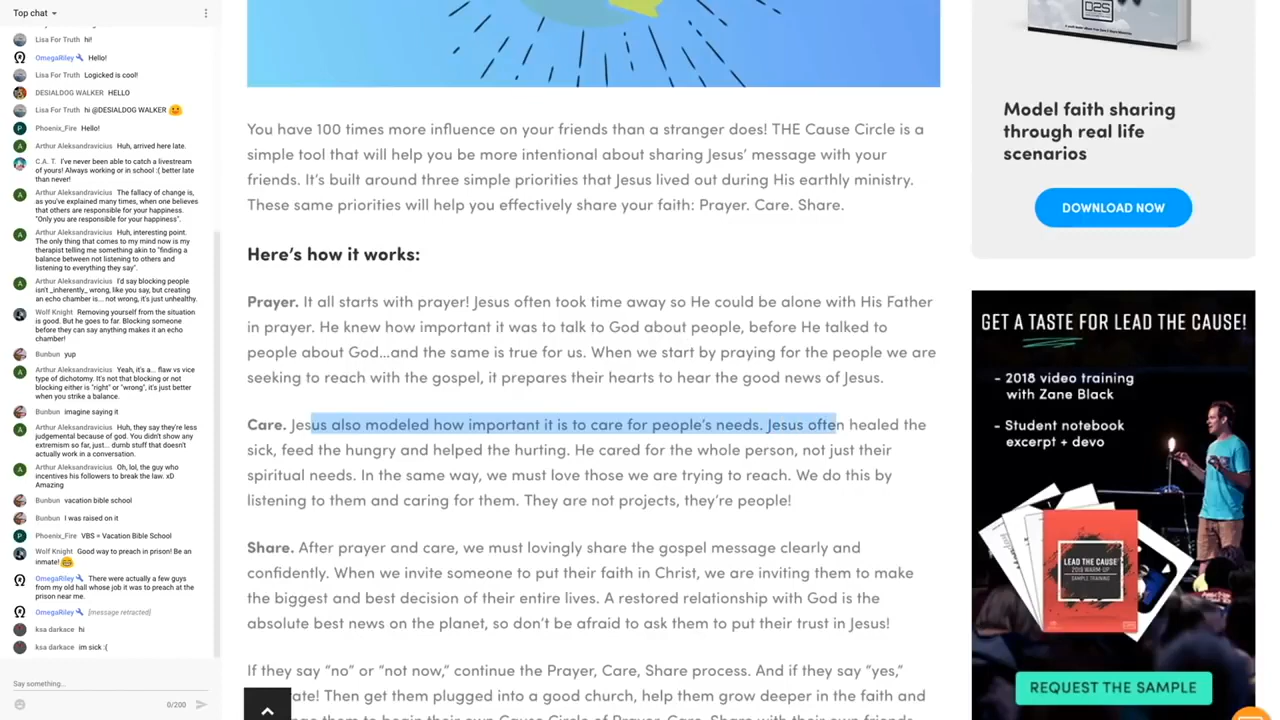 Top chat
Lisa For Truth hi!
OmegaRiley Hello!
Lisa For Truth Logicked is cool!
DESIALDOG WALKER HELLO
Lisa For Truth hi @DESIALDOG WALKER
Phoenix_Fire Hello!
Arthur Aleksandravicius Huh, arrived here late.
C.A. T. I've never been able to catch a livestream
of yours! Always working or in school :( better late
than never!
Arthur Aleksandravicius The fallacy of change is,
as you've explained many times, when one believes
that others are responsible for your happiness.
"Only you are responsible for your happiness".
Arthur Aleksandravicius Huh, interesting point.
The only thing that comes to my mind now is my
therapist telling me something akin to "finding a
balance between not listening to others and
listening to everything they say".
Arthur Aleksandravicius I'd say blocking people
isn't _inherently_ wrong, like you say, but creating
an echo chamber is... not wrong, it's just unhealthy.
Wolf Knight Removing yourself from the situation
is good. But he goes to far. Blocking someone
before they can say anything makes it an echo
chamber!
Bunbun yup
Arthur Aleksandravicius Yeah, it's a... flaw vs vice
type of dichotomy. It's not that blocking or not
blocking either is "right" or "wrong", it's just better
when you strike a balance.
Bunbun imagine saying it
Arthur Aleksandravicius Huh, they say they're less
judgemental because of god. You didn't show any
extremism so far, just... dumb stuff that doesn't
actually work in a conversation.
Arthur Aleksandravicius Oh, lol, the guy who
incentives his followers to break the law. xD
Amazing
Bunbun vacation bible school
Bunbun I was raised on it
Phoenix_Fire VBS = Vacation Bible School
Wolf Knight Good way to preach in prison! Be an
inmate!
OmegaRiley There were actually a few guys
from my old hall whose job it was to preach at the
prison near me.
OmegaRiley [message retracted]
ksa darkace hi
ksa darkace im sick :(
Say something...
0/200
You have 100 times more influence on your friends than a stranger does! THE Cause Circle is a
simple tool that will help you be more intentional about sharing Jesus' message with your
friends. It's built around three simple priorities that Jesus lived out during His earthly ministry.
These same priorities will help you effectively share your faith: Prayer. Care. Share.
Here's how it works:
Prayer. It all starts with prayer! Jesus often took time away so He could be alone with His Father
in prayer. He knew how important it was to talk to God about people, before He talked to
people about God...and the same is true for us. When we start by praying for the people we are
seeking to reach with the gospel, it prepares their hearts to hear the good news of Jesus.
Care. Jesus also modeled how important it is to care for people's needs. Jesus often healed the
sick, feed the hungry and helped the hurting. He cared for the whole person, not just their
spiritual needs. In the same way, we must love those we are trying to reach. We do this by
listening to them and caring for them. They are not projects, they're people!
Share. After prayer and care, we must lovingly share the gospel message clearly and
confidently. When we invite someone to put their faith in Christ, we are inviting them to make
the biggest and best decision of their entire lives. A restored relationship with God is the
absolute best news on the planet, so don't be afraid to ask them to put their trust in Jesus!
If they say "no" or "not now," continue the Prayer, Care, Share process. And if they say "yes,"
ate! Then get them plugged into a good church, help them grow deeper in the faith and
them to begin their own Cause Circle of Prayer, Care, Share with their own friends
D2S
Model faith sharing
through real life
scenarios
DOWNLOAD NOW
GET A TASTE FOR LEAD THE CAUSE!
- 2018 video training
with Zane Black
- Student notebook
excerpt + devo
LEAD THE CAUSE
SAMPLE TRAINING
REQUEST THE SAMPLE